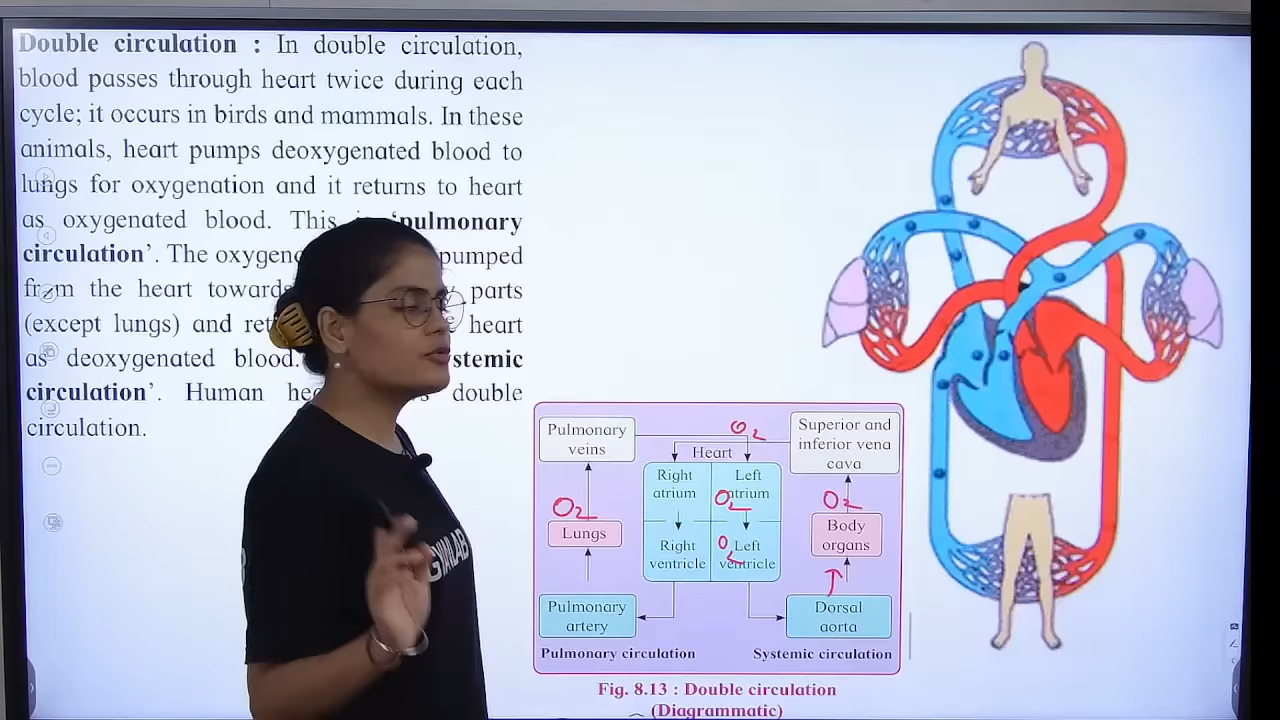 Double circulation : In double circulation,
blood passes through heart twice during each
cycle; it occurs in birds and mammals. In these
animals, heart pumps deoxygenated blood to
lungs for oxygenation and it returns to heart
as oxygenated blood. This 'pulmonary
circulation'. The pumped
from the heart towards parts
(except lungs) and heart
as deoxygenated blood.
circulation'. Human double
circulation.
Pulmonary
veins
O2
Superior and
inferior vena
cava
Heart
Right
atrium
Left
atrium
O2
O2
O2
Lungs
Body
organs
Right
ventricle
O2
Left
ventricle
Pulmonary
artery
Dorsal
aorta
Pulmonary circulation
Systemic circulation
Fig. 8.13 : Double circulation
(Diagrammatic)